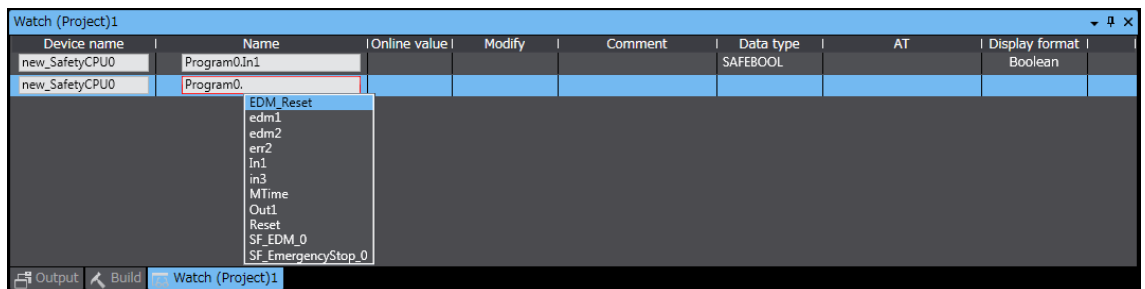 Watch (Project)1
Device name Name Online value Modify Comment Data type AT Display format
new_SafetyCPU0 Program0.In1 SAFEBOOL Boolean
new_SafetyCPU0 Program0.
EDM_Reset
edm1
edm2
err2
In1
in3
MTime
Out1
Reset
SF_EDM_0
SF_EmergencyStop_0
Output Build Watch (Project)1